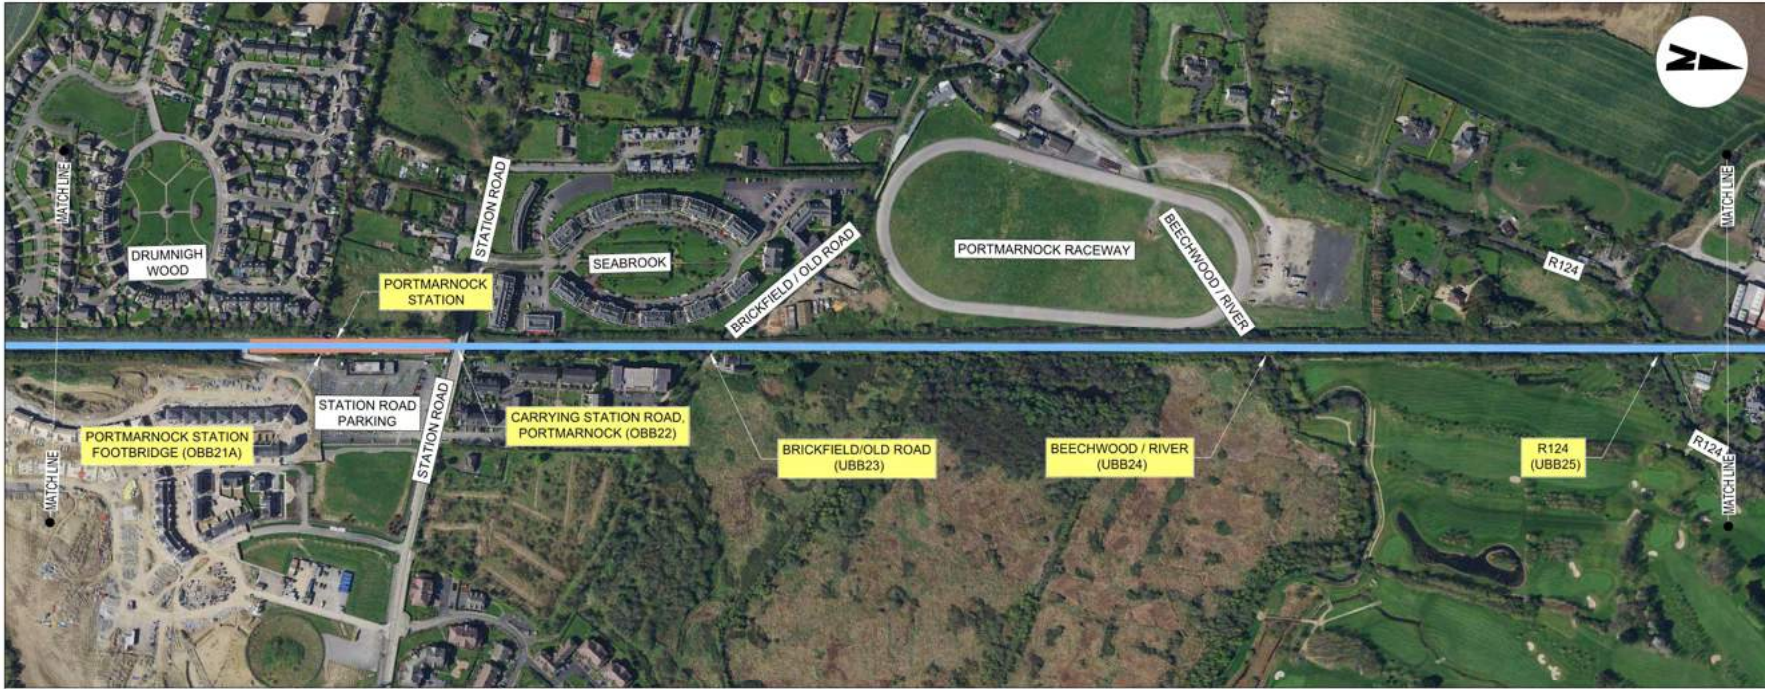 N
MATCH LINE
DRUMNIGH
WOOD
STATION ROAD
PORTMARNOCK
STATION
SEABROOK
BRICKFIELD / OLD ROAD
PORTMARNOCK RACEWAY
BEECHWOOD / RIVER
R124
MATCH LINE
STATION ROAD
PARKING
STATION ROAD
PORTMARNOCK STATION
FOOTBRIDGE (OBB21A)
CARRYING STATION ROAD,
PORTMARNOCK (OBB22)
BRICKFIELD/OLD ROAD
(UBB23)
BEECHWOOD / RIVER
(UBB24)
R124
(UBB25)
R124
MATCH LINE
MATCH LINE